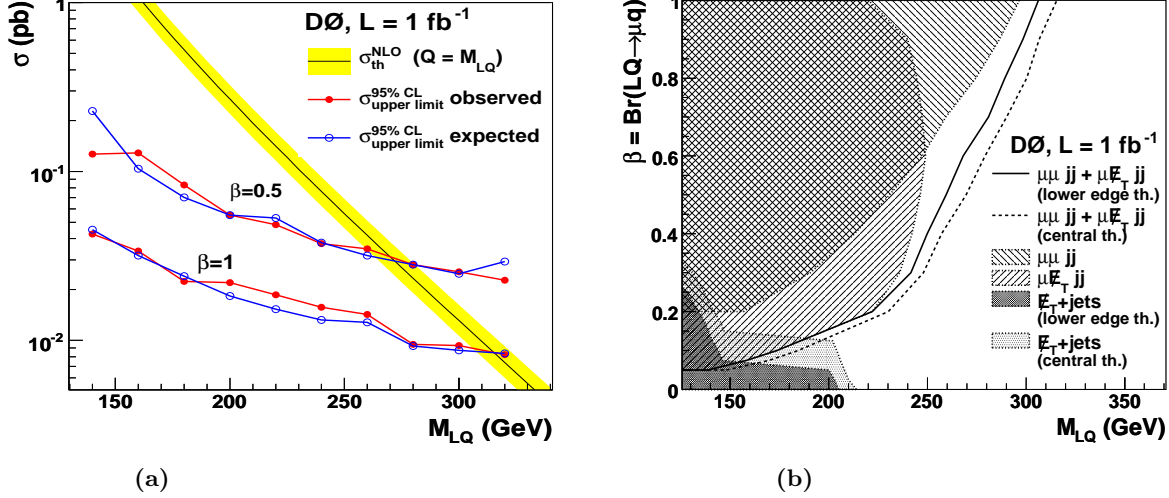 σ (pb)
1
10⁻¹
10⁻²
DØ, L = 1 fb⁻¹
σ_th^NLO (Q = M_LQ)
σ_upper limit^95% CL observed
σ_upper limit^95% CL expected
β=0.5
β=1
150 200 250 300
M_LQ (GeV)
(a)
β = Br(LQ→μq)
1
0.8
0.6
0.4
0.2
0
DØ, L = 1 fb⁻¹
μμ jj + μE̸_T jj
(lower edge th.)
μμ jj + μE̸_T jj
(central th.)
μμ jj
μE̸_T jj
E̸_T+jets
(lower edge th.)
E̸_T+jets
(central th.)
150 200 250 300 350
M_LQ (GeV)
(b)